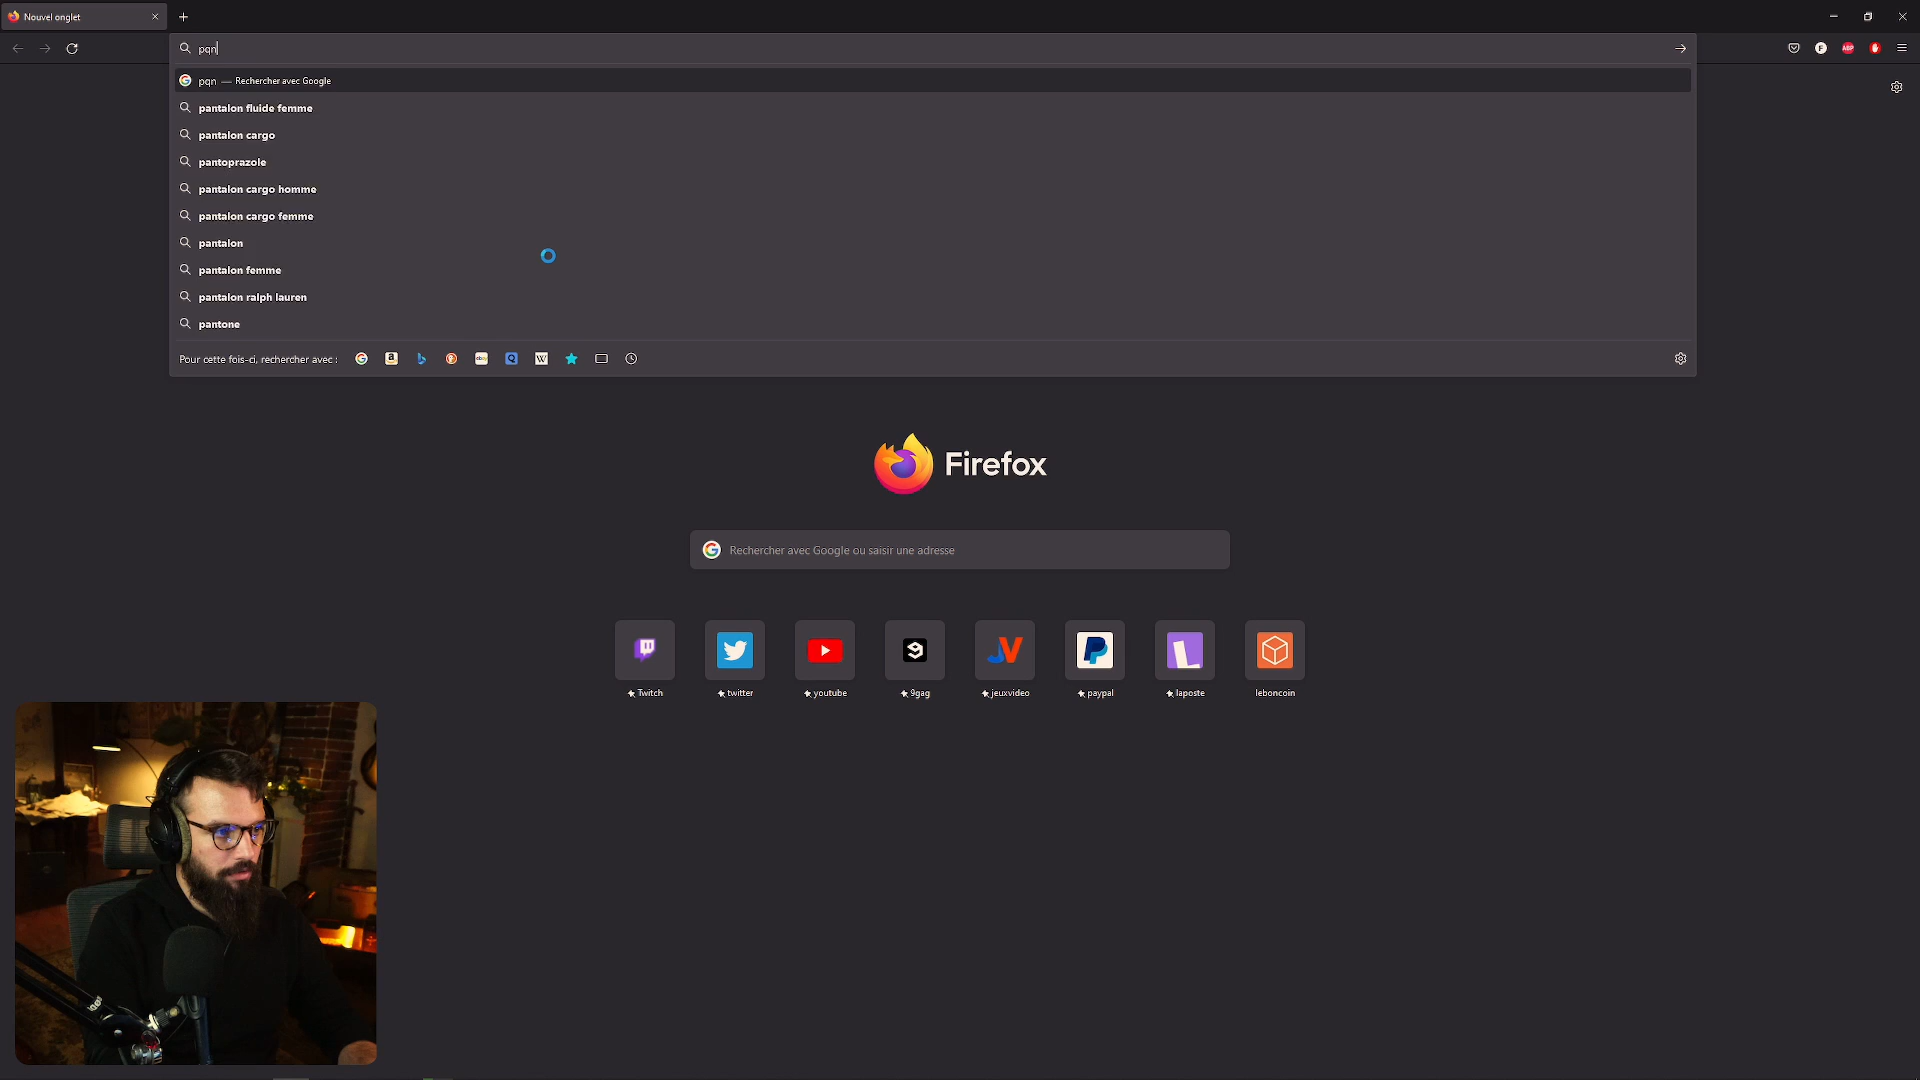 Nouvel onglet
pqn
pqn — Rechercher avec Google
pantalon fluide femme
pantalon cargo
pantoprazole
pantalon cargo homme
pantalon cargo femme
pantalon
pantalon femme
pantalon ralph lauren
pantone
Pour cette fois-ci, rechercher avec :
Firefox
Rechercher avec Google ou saisir une adresse
Twitch
twitter
youtube
9gag
jeuxvideo
paypal
laposte
leboncoin